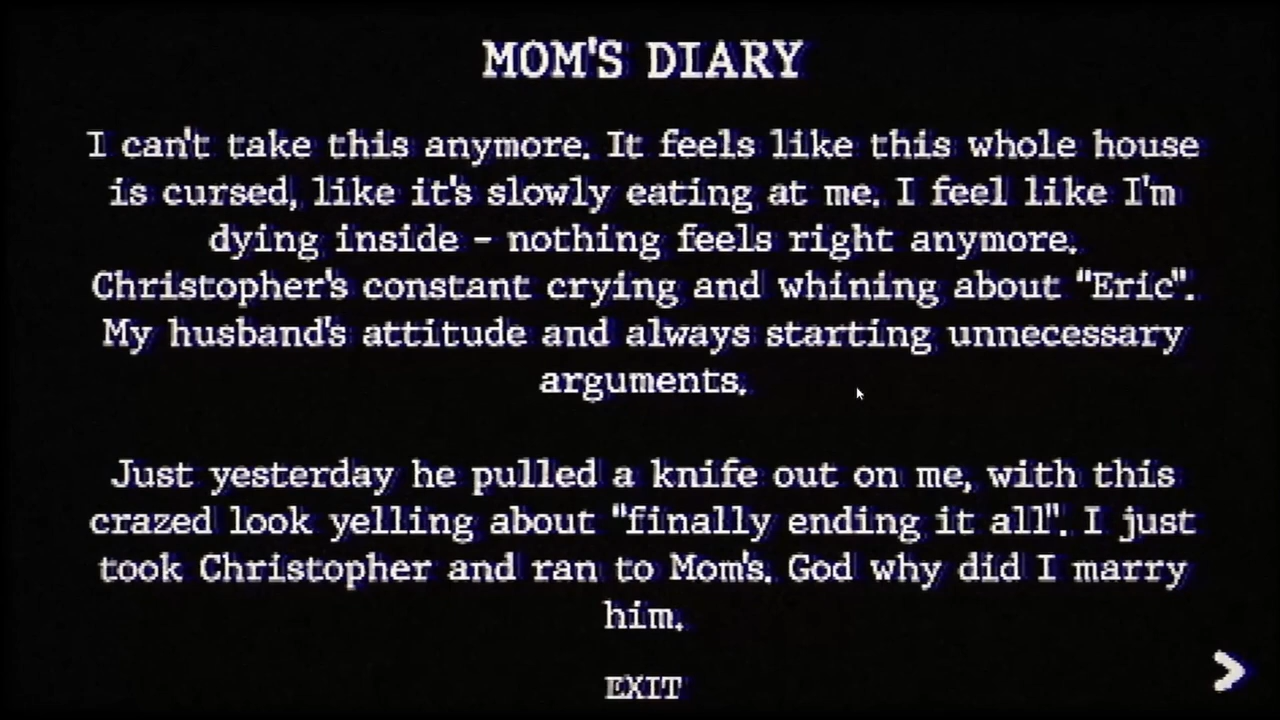 MOM'S DIARY
I can't take this anymore. It feels like this whole house
is cursed, like it's slowly eating at me. I feel like I'm
dying inside - nothing feels right anymore.
Christopher's constant crying and whining about "Eric".
My husband's attitude and always starting unnecessary
arguments.
Just yesterday he pulled a knife out on me, with this
crazed look yelling about "finally ending it all". I just
took Christopher and ran to Mom's. God why did I marry
him.
EXIT
>